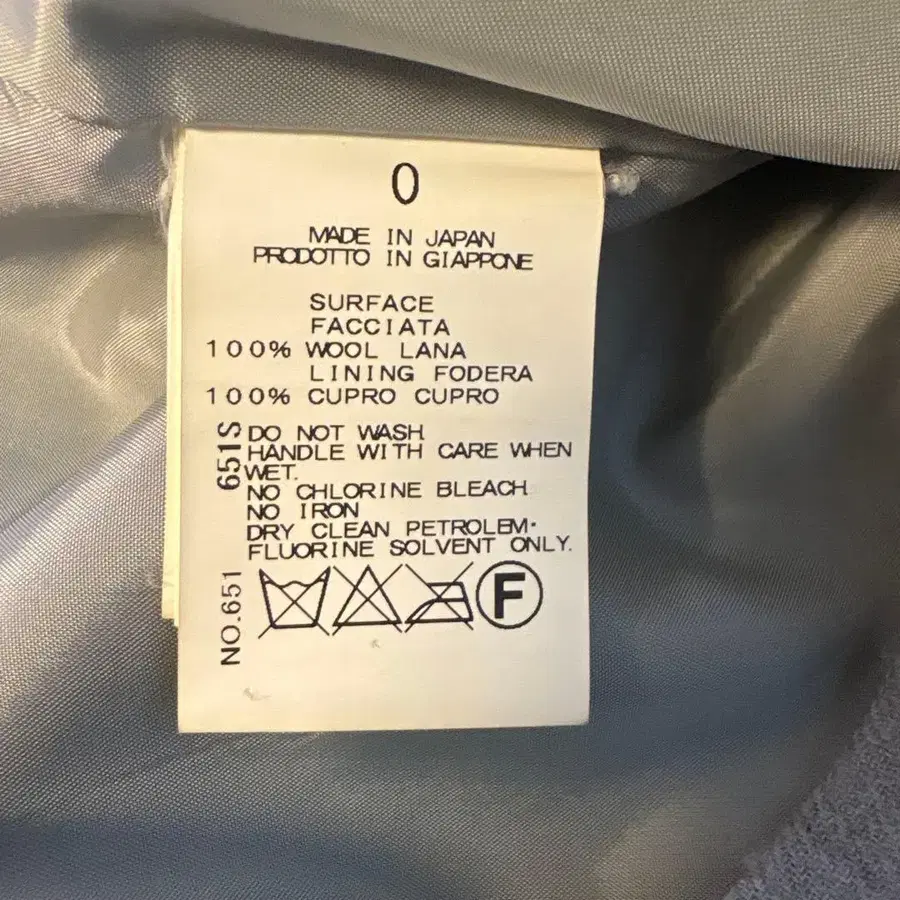 0
MADE IN JAPAN
PRODOTTO IN GIAPPONE
SURFACE
FACCIATA
100% WOOL LANA
LINING FODERA
100% CUPRO CUPRO
651S
DO NOT WASH
HANDLE WITH CARE WHEN
WET.
NO CHLORINE BLEACH
NO IRON
DRY CLEAN PETROLEM·
FLUORINE SOLVENT ONLY.
NO.651
F